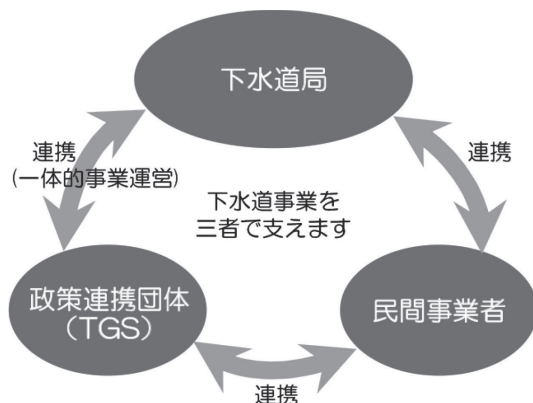 下水道局
連携
(一体的事業運営)
連携
下水道事業を
三者で支えます
政策連携団体
(TGS)
民間事業者
連携